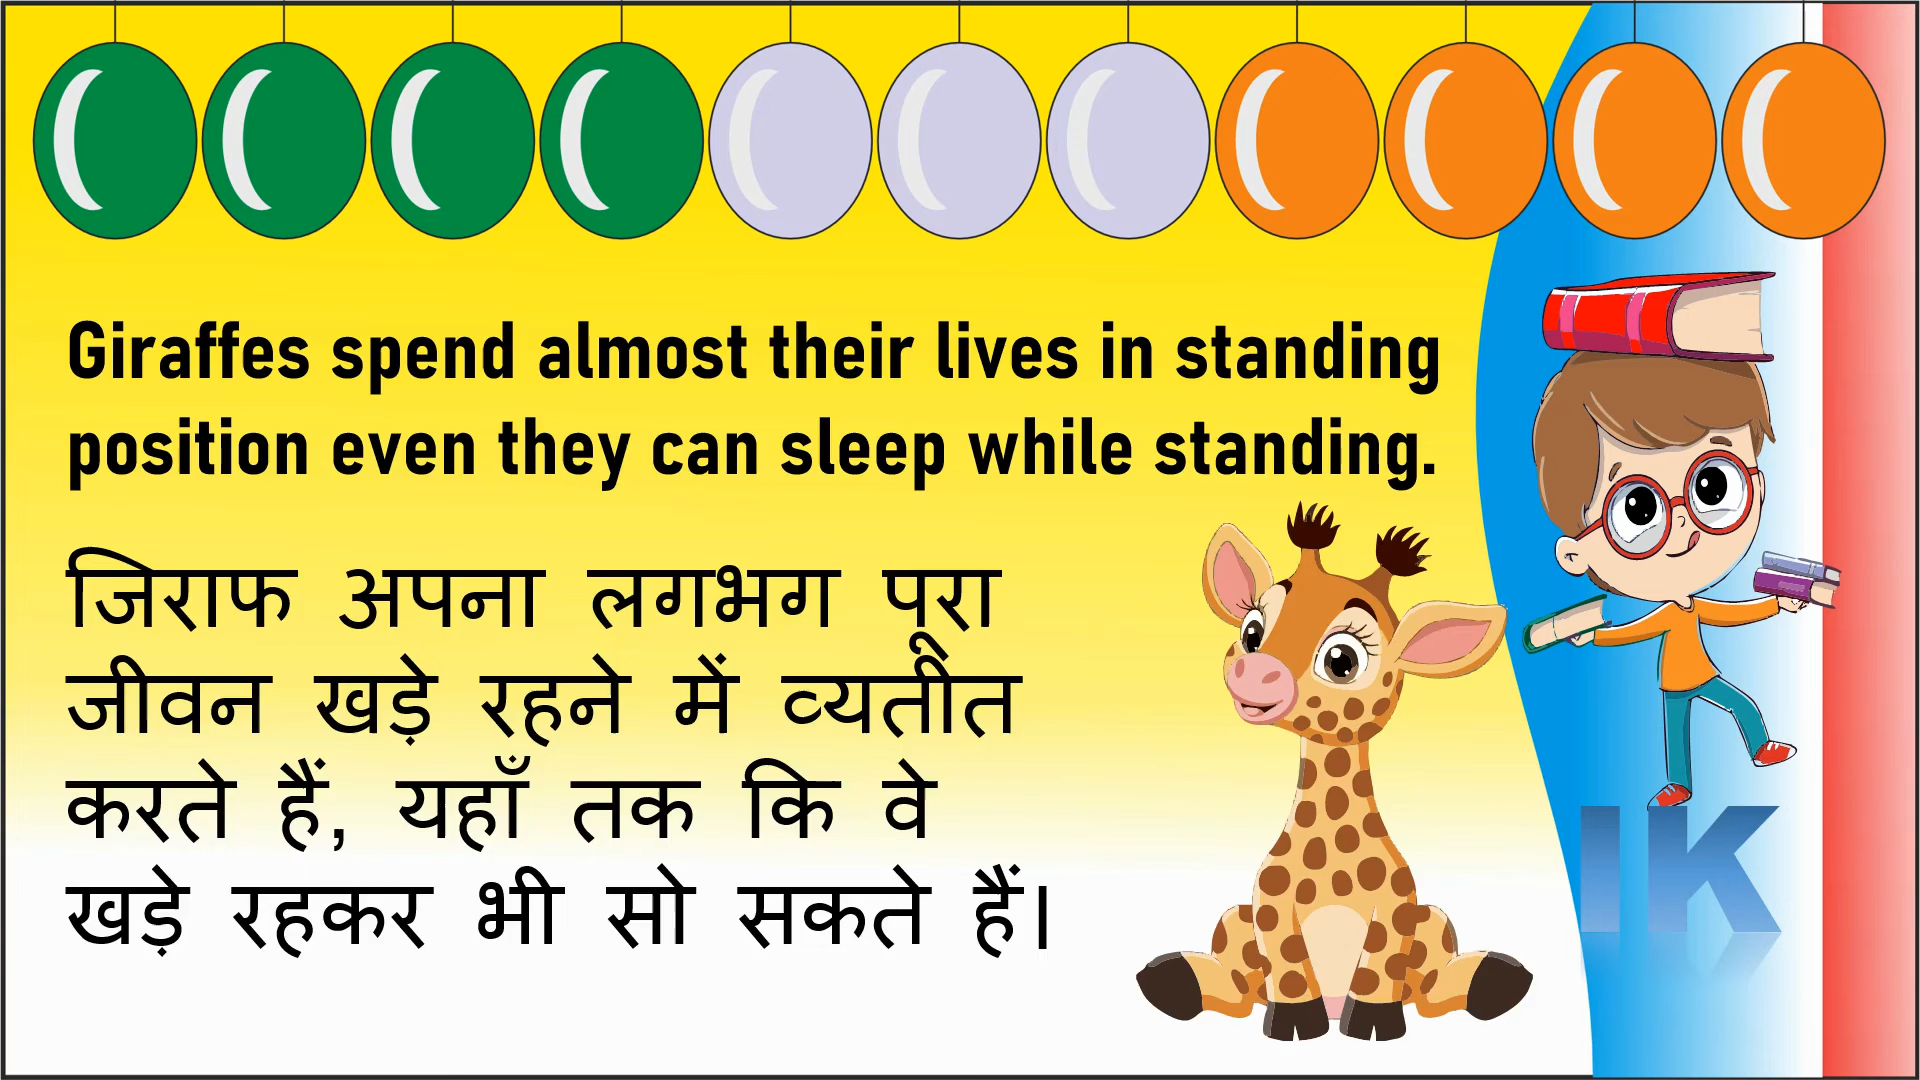 Giraffes spend almost their lives in standing
position even they can sleep while standing.
जिराफ अपना लगभग पूरा
जीवन खड़े रहने में व्यतीत
करते हैं, यहाँ तक कि वे
खड़े रहकर भी सो सकते हैं।
IK